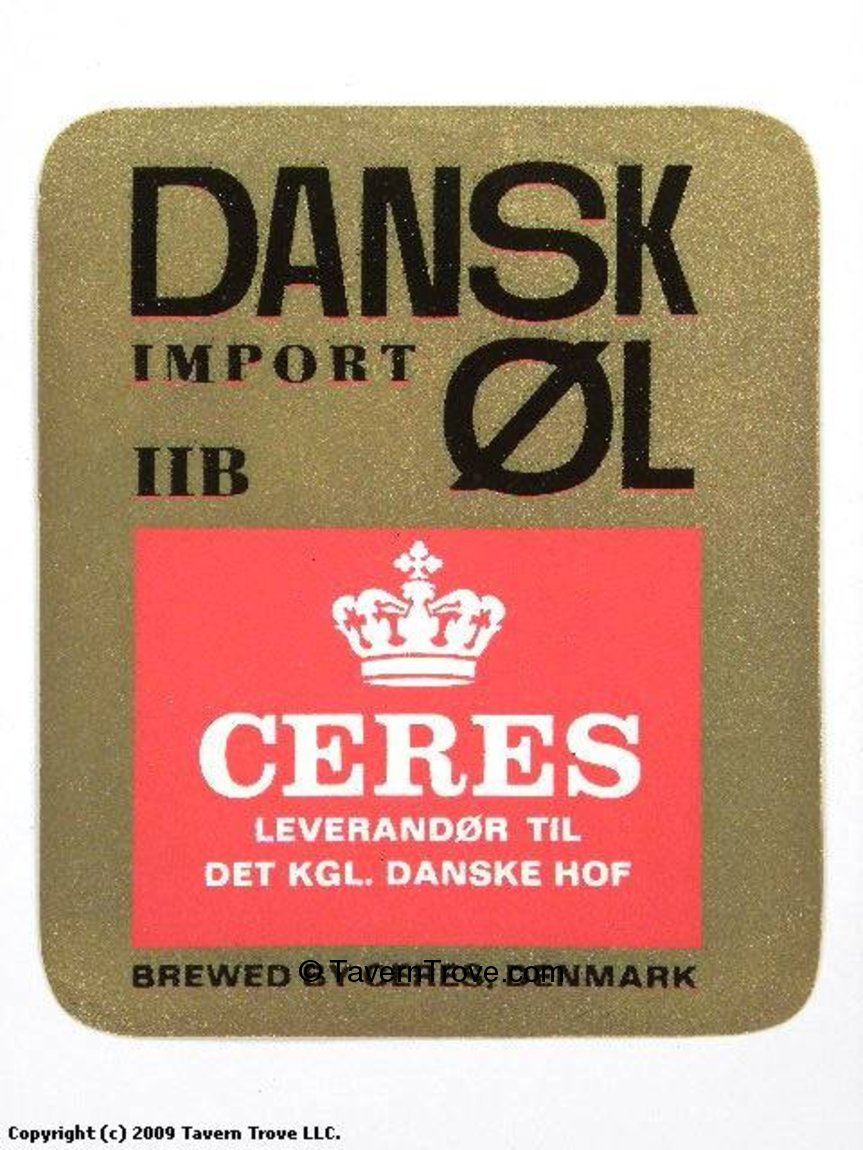 DANSK
IMPORT
ØL
IIB
CERES
LEVERANDØR TIL
DET KGL. DANSKE HOF
BREWED BY CERES, DENMARK
© TavernTrove.com
Copyright (c) 2009 Tavern Trove LLC.